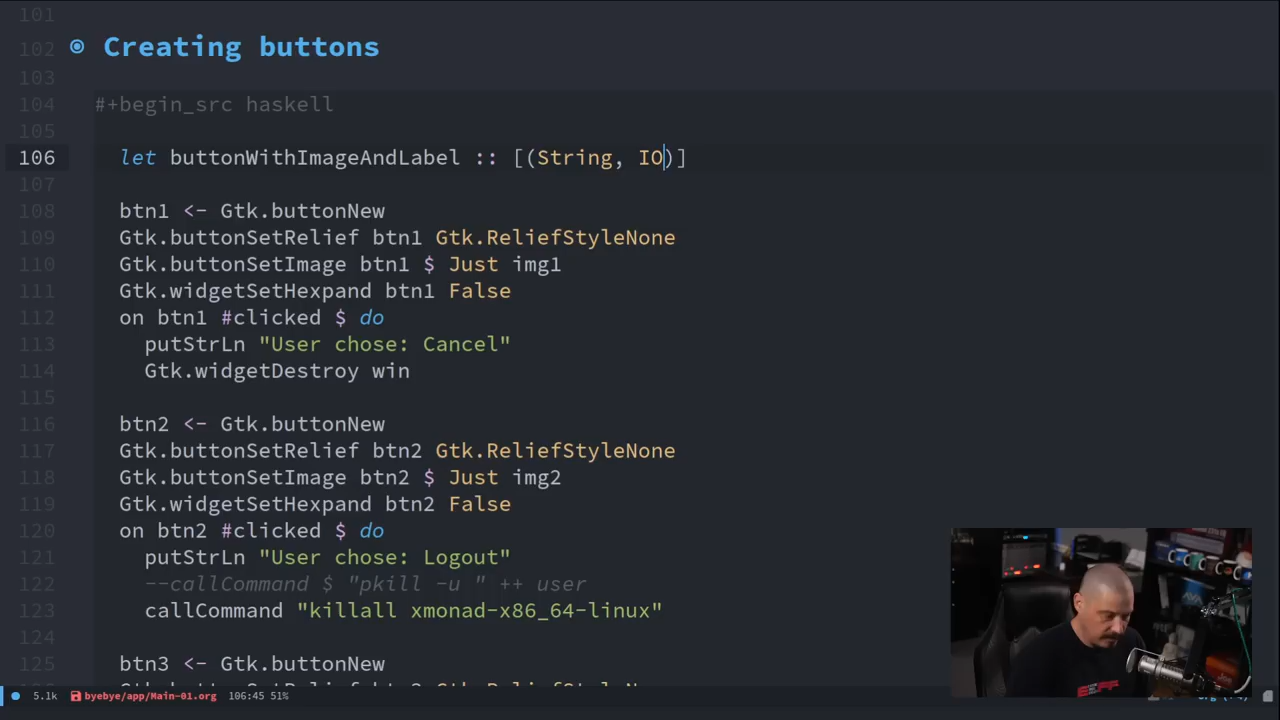 101
102 Creating buttons
103
104 #+begin_src haskell
105
106 let buttonWithImageAndLabel :: [(String, IO)]
107
108 btn1 <- Gtk.buttonNew
109 Gtk.buttonSetRelief btn1 Gtk.ReliefStyleNone
110 Gtk.buttonSetImage btn1 $ Just img1
111 Gtk.widgetSetHexpand btn1 False
112 on btn1 #clicked $ do
113 putStrLn "User chose: Cancel"
114 Gtk.widgetDestroy win
115
116 btn2 <- Gtk.buttonNew
117 Gtk.buttonSetRelief btn2 Gtk.ReliefStyleNone
118 Gtk.buttonSetImage btn2 $ Just img2
119 Gtk.widgetSetHexpand btn2 False
120 on btn2 #clicked $ do
121 putStrLn "User chose: Logout"
122 --callCommand $ "pkill -u " ++ user
123 callCommand "killall xmonad-x86_64-linux"
124
125 btn3 <- Gtk.buttonNew
5.1k byebye/app/Main-01.org 106:45 51%